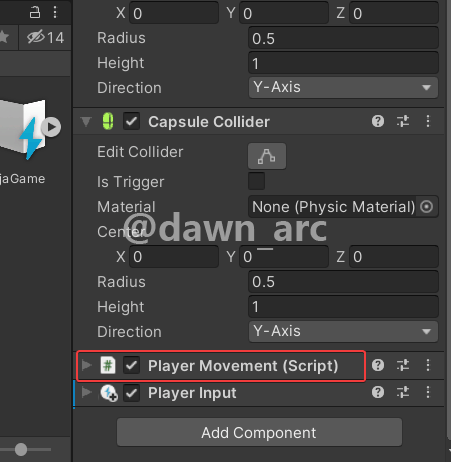 X 0 Y 0 Z 0
14
Radius 0.5
Height 1
Direction Y-Axis
Capsule Collider
Edit Collider
Is Trigger
jaGame
Material None (Physic Material)
Center
@dawn_arc
X 0 Y 0 Z 0
Radius 0.5
Height 1
Direction Y-Axis
# Player Movement (Script)
Player Input
Add Component